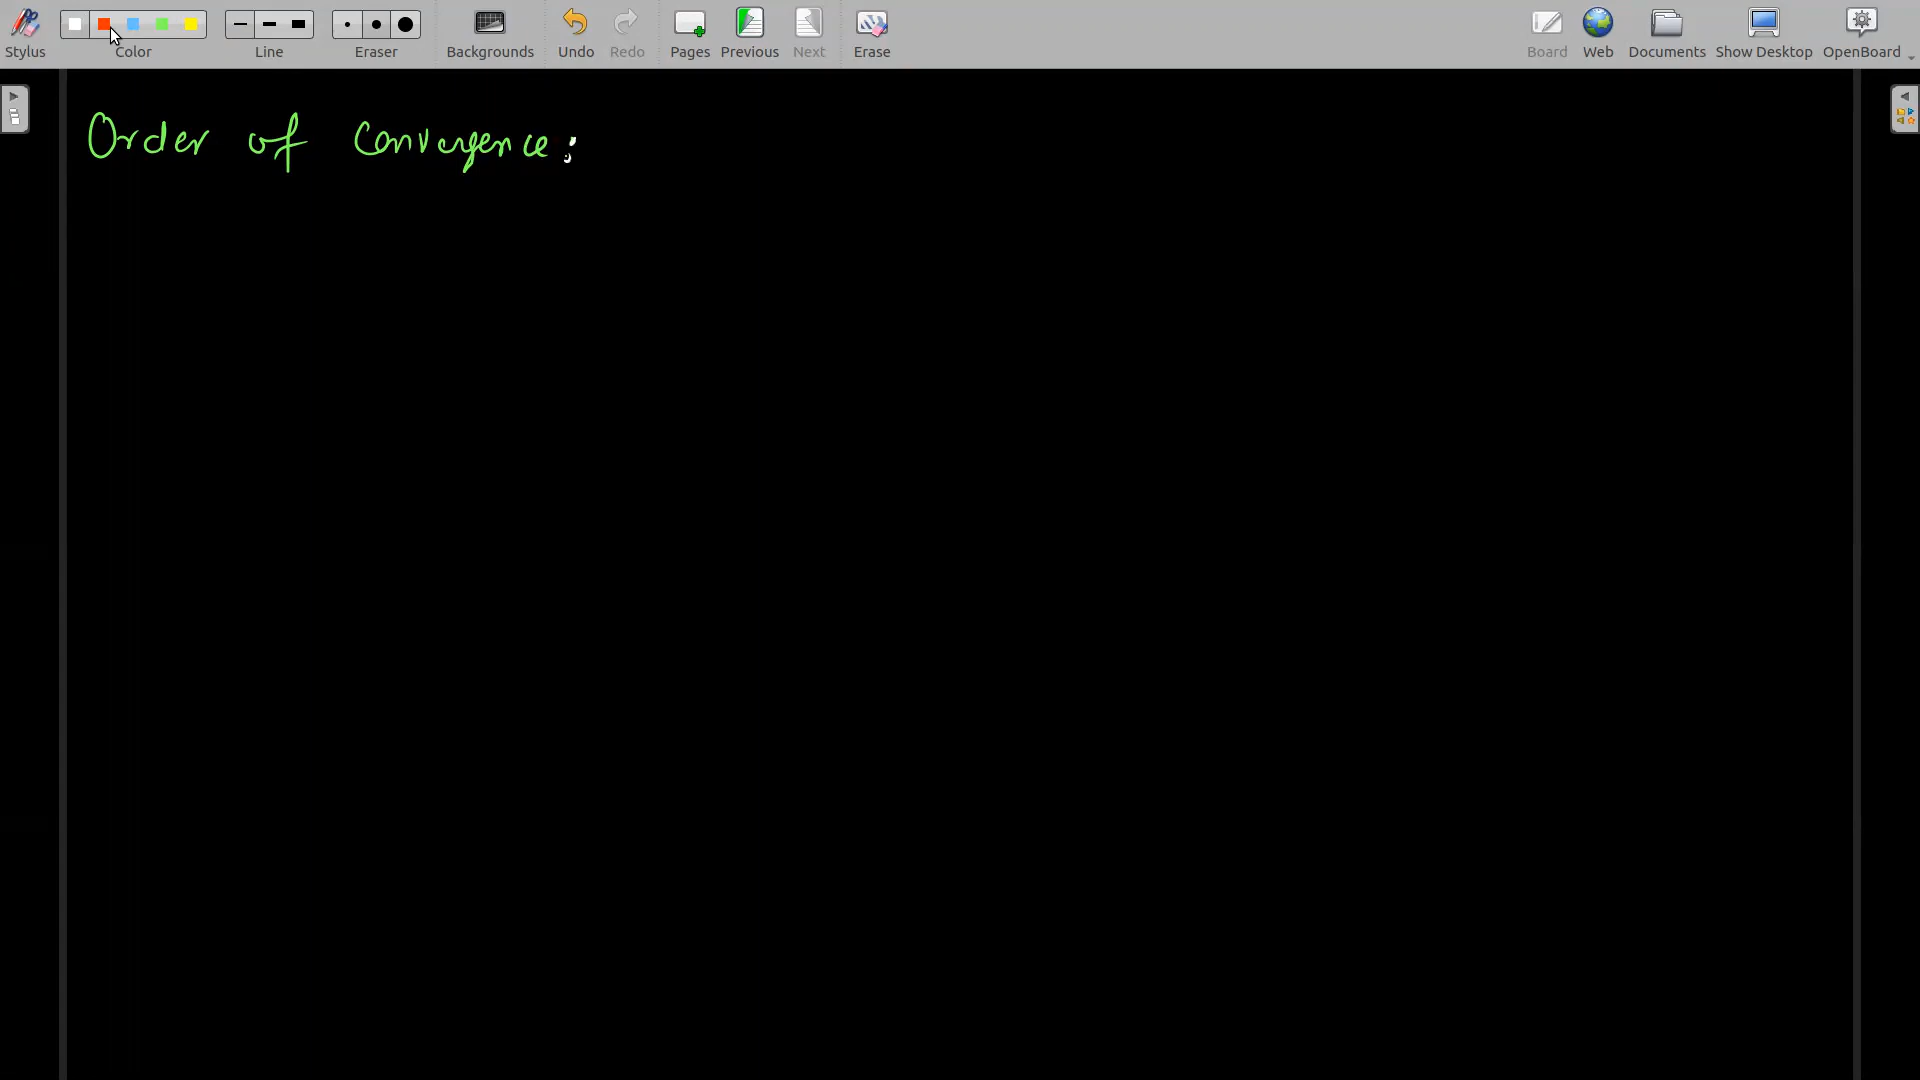 Stylus Color Line Eraser Backgrounds Undo Redo Pages Previous Next Erase Board Web Documents Show Desktop OpenBoard
Order of Convergence: